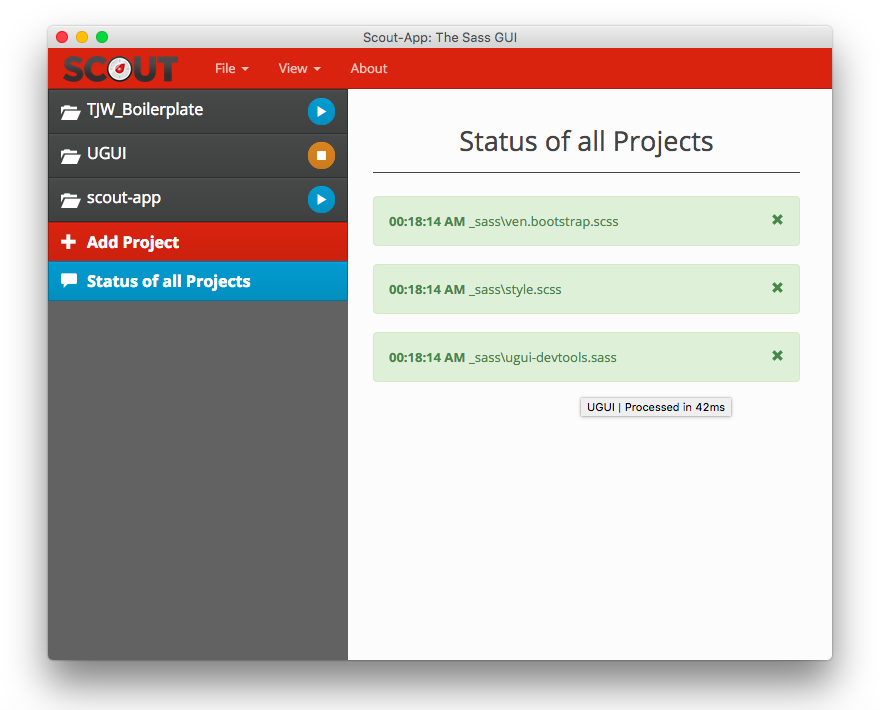 Scout-App: The Sass GUI
SCOUT File View About
TJW_Boilerplate
UGUI
scout-app
Add Project
Status of all Projects
Status of all Projects
00:18:14 AM _sass\ven.bootstrap.scss
00:18:14 AM _sass\style.scss
00:18:14 AM _sass\ugui-devtools.sass
UGUI | Processed in 42ms